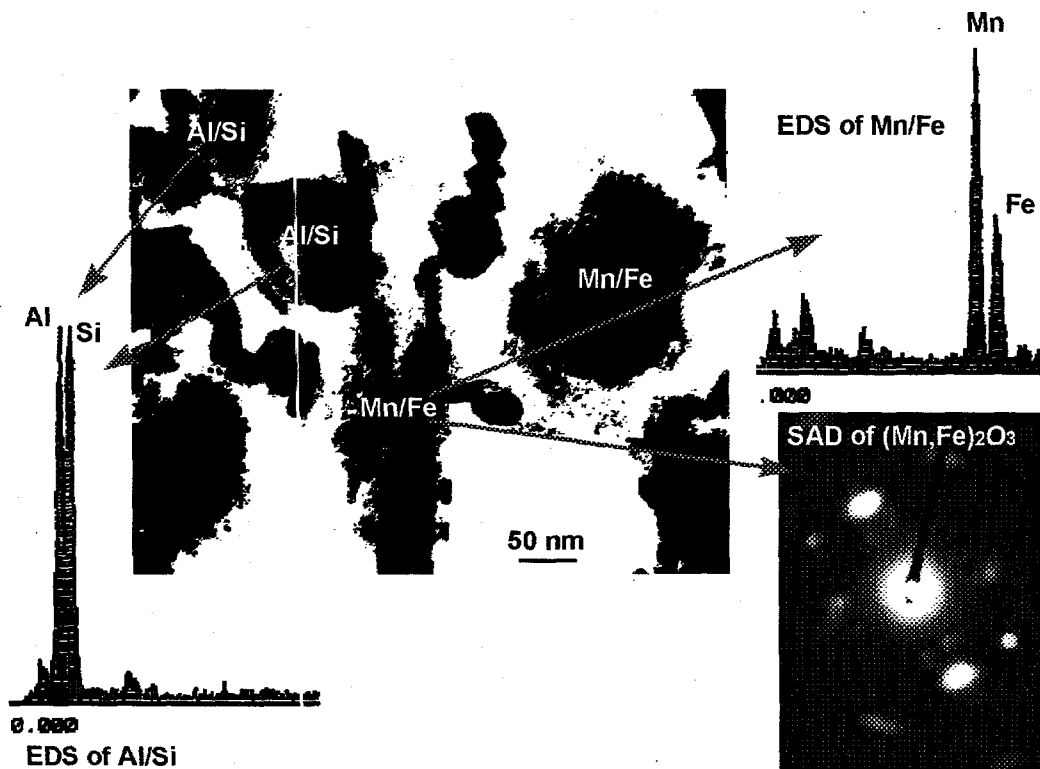 Mn
EDS of Mn/Fe
Fe
.000
Al/Si
Al/Si
Mn/Fe
Mn/Fe
50 nm
Al
Si
0.000
EDS of Al/Si
SAD of (Mn,Fe)₂O₃